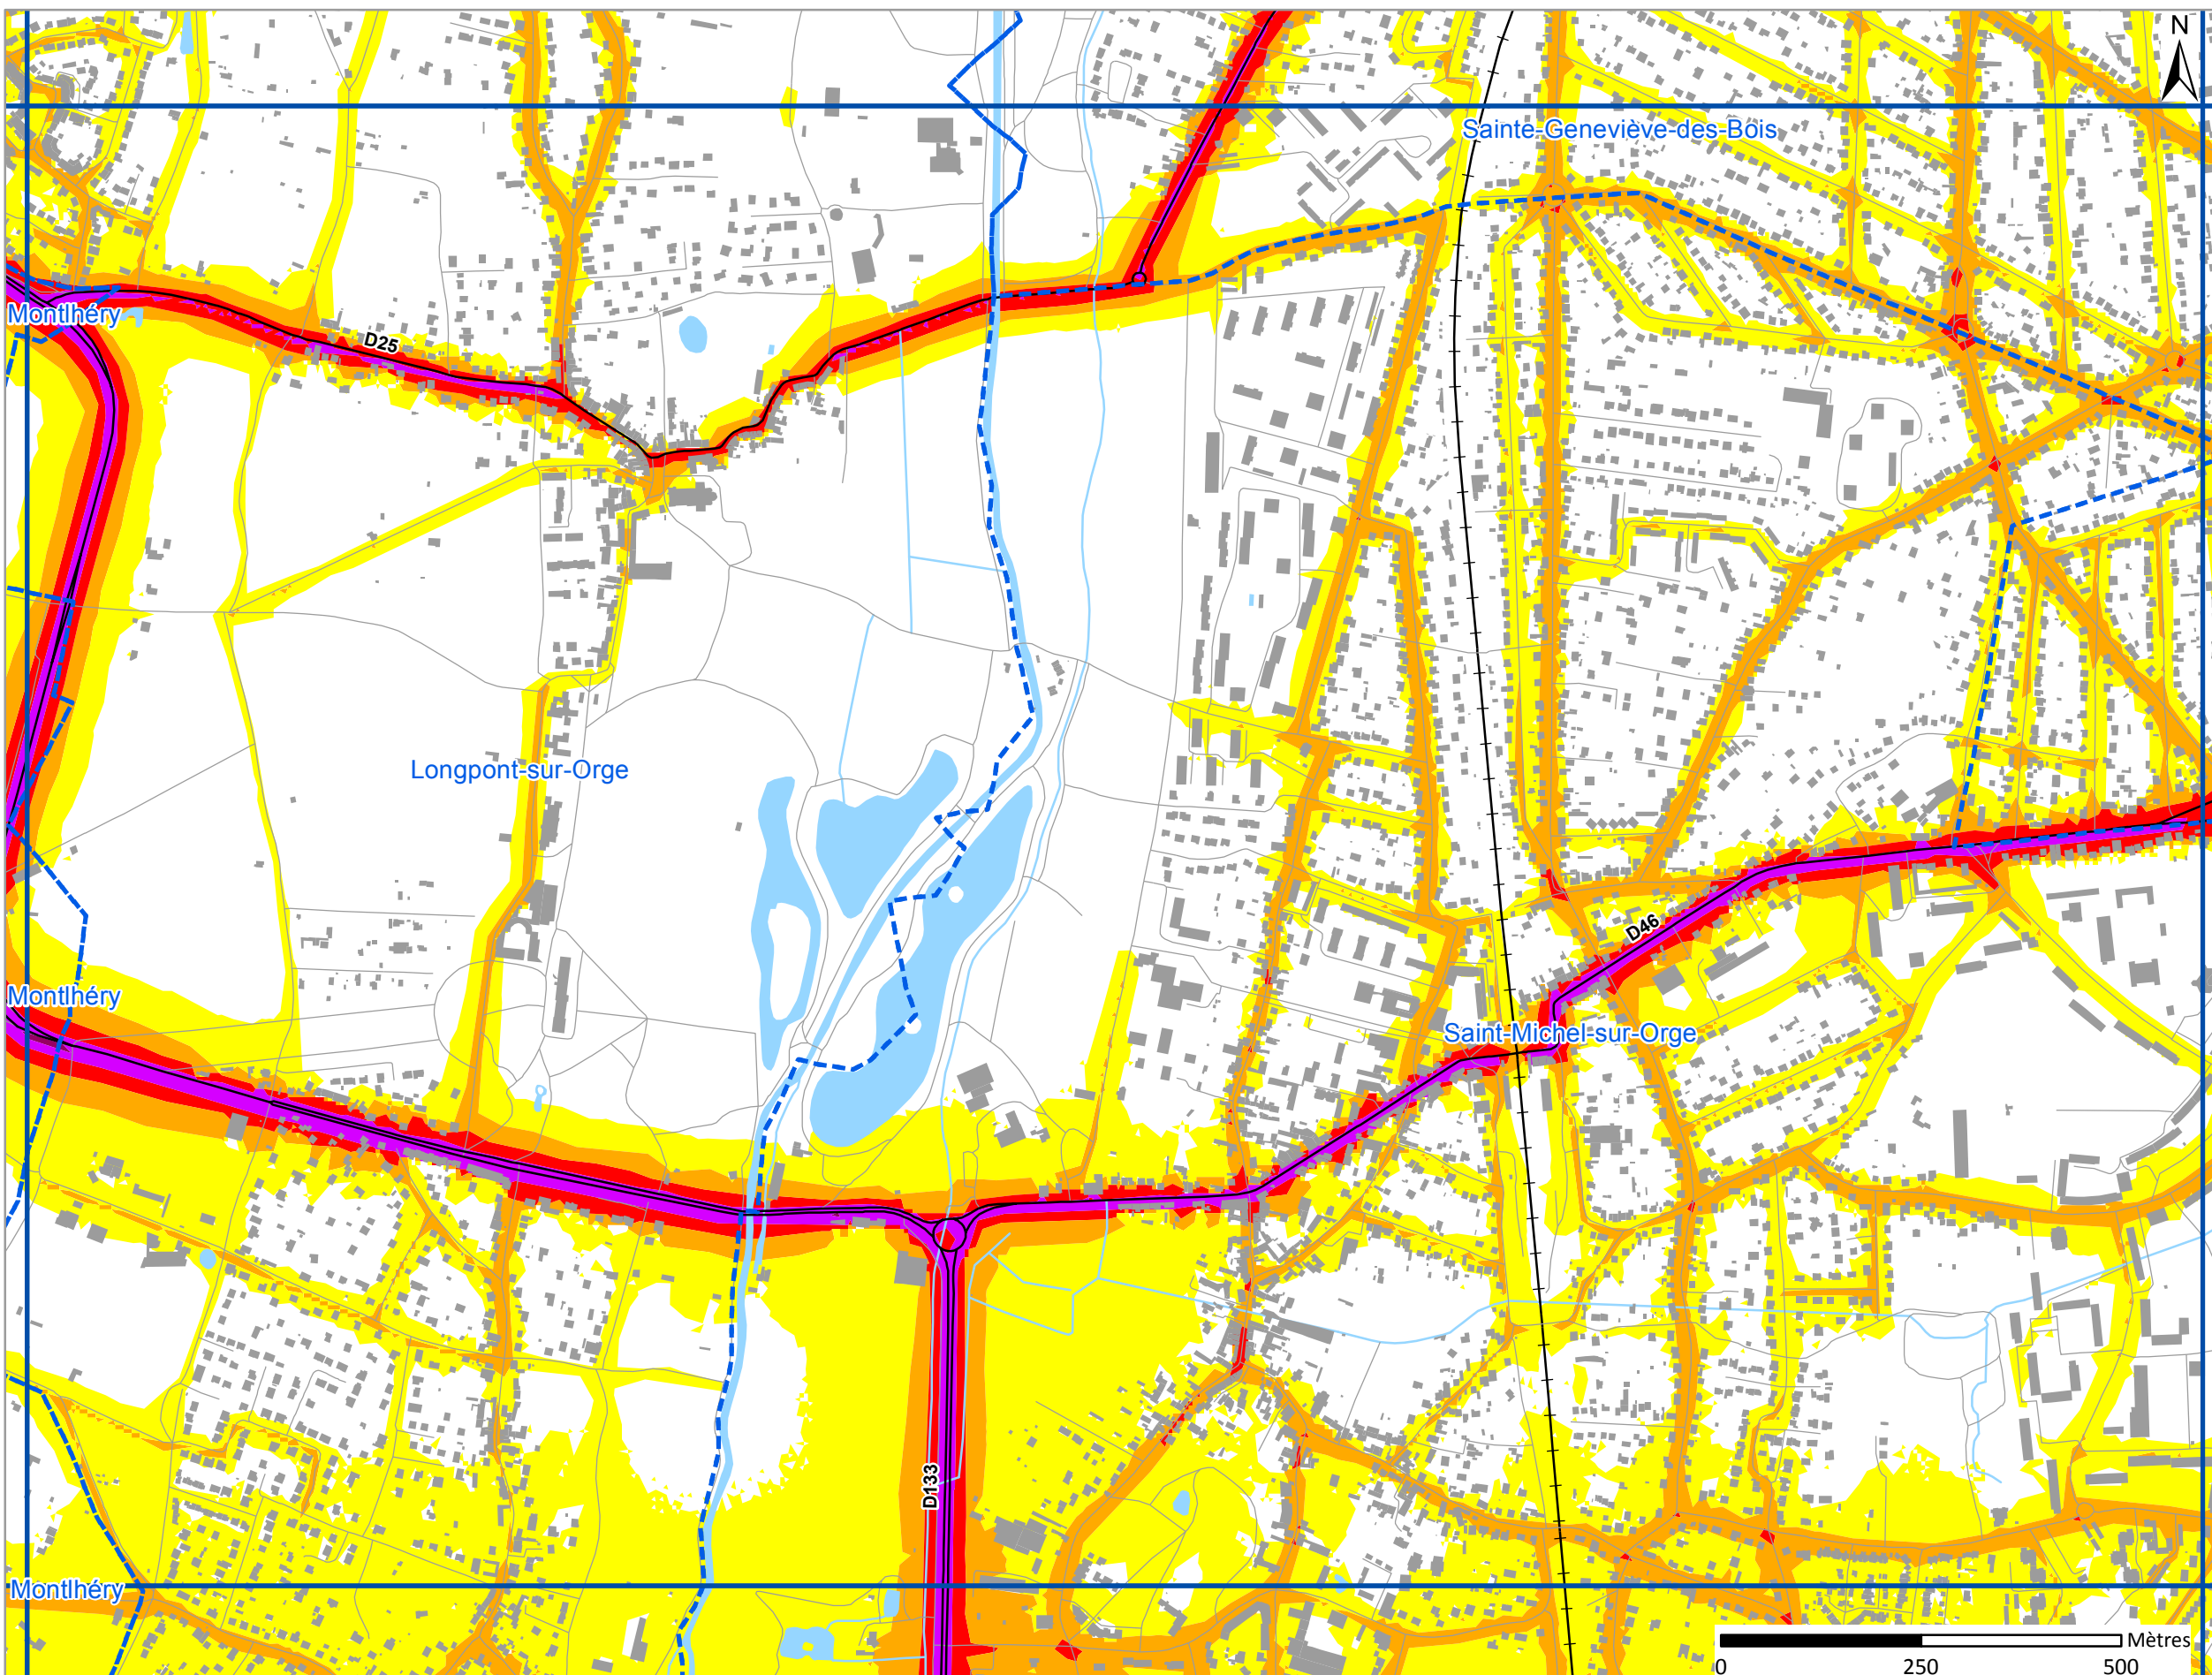 N
Sainte-Geneviève-des-Bois
Montlhéry
D25
Longpont-sur-Orge
D46
Montlhéry
Saint-Michel-sur-Orge
D133
Montlhéry
Mètres
0 250 500